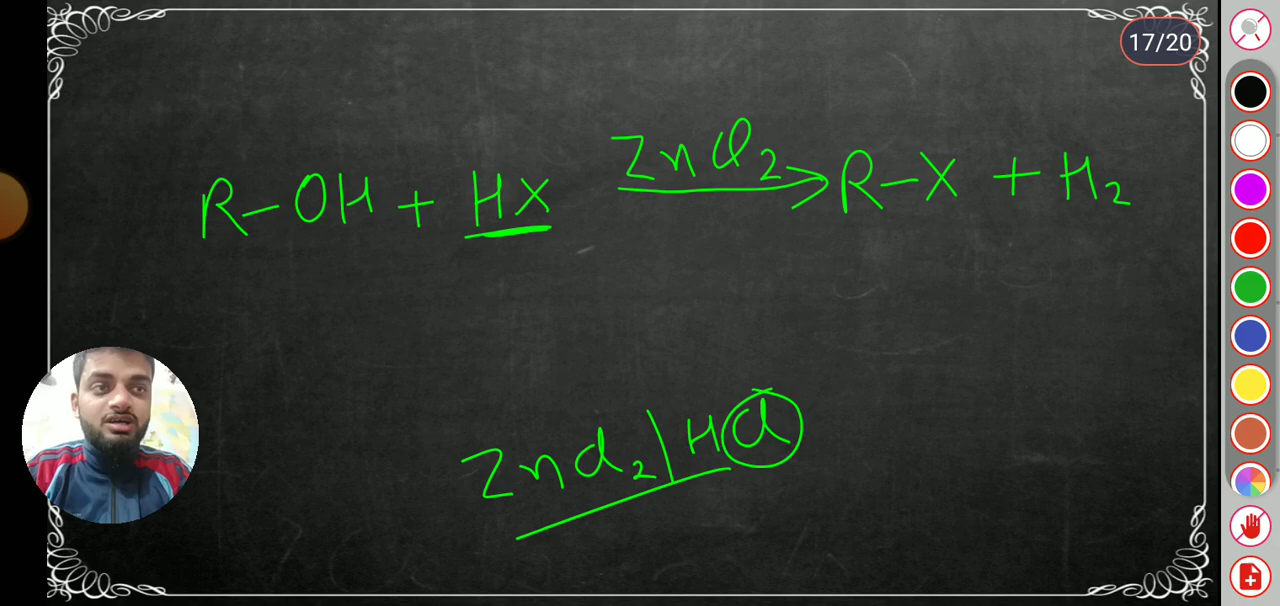 17/20
ZnCl2
R-OH + HX → R-X + H2
ZnCl2 | HCl